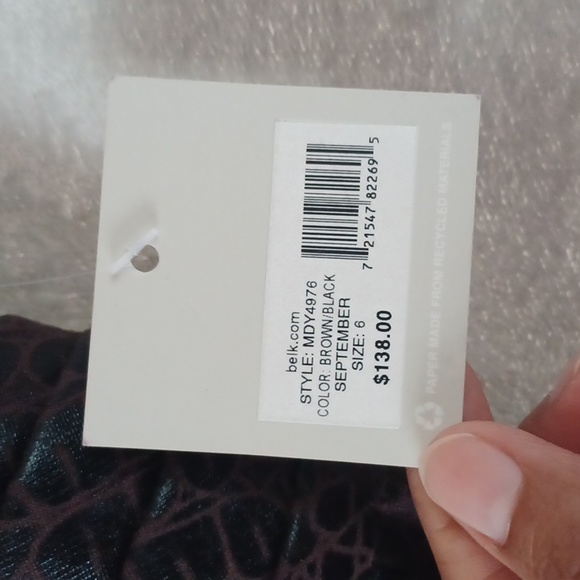 7 21547 82269 5
belk.com
STYLE: MDY4976
COLOR: BROWN/BLACK
SEPTEMBER
SIZE: 6
$138.00
PAPER MADE FROM RECYCLED MATERIALS